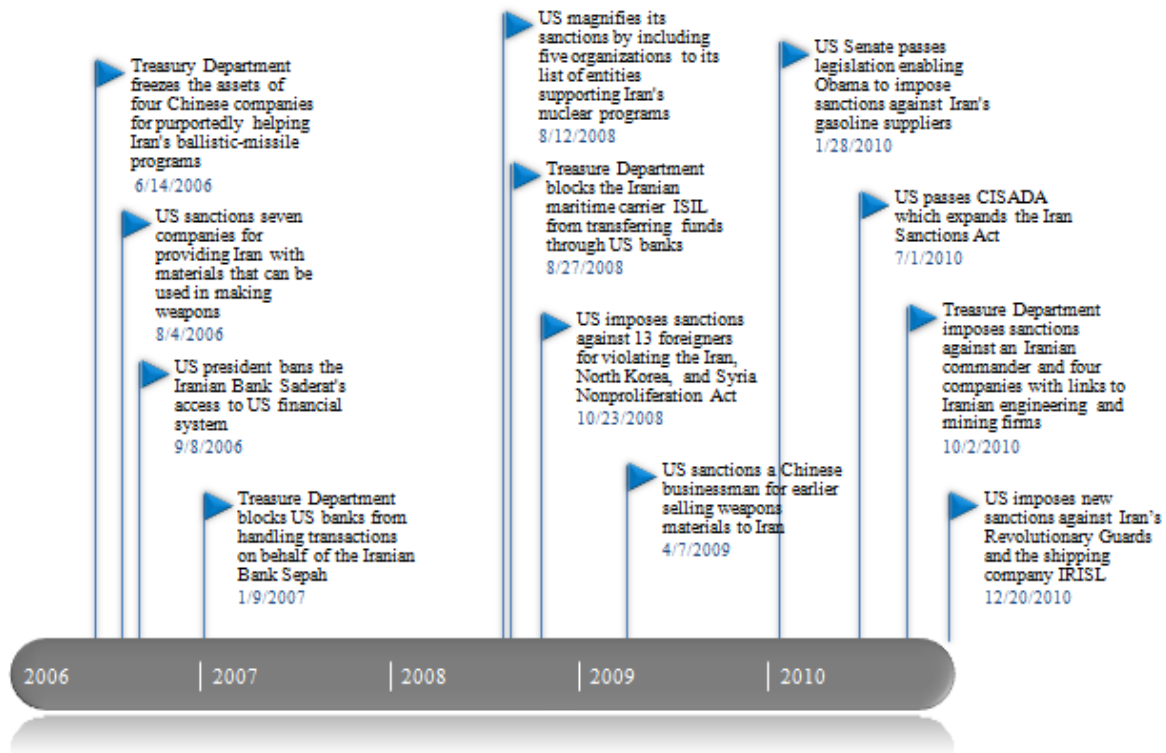 Treasury Department
freezes the assets of
four Chinese companies
for purportedly helping
Iran's ballistic-missile
programs
6/14/2006
US sanctions seven
companies for
providing Iran with
materials that can be
used in making
weapons
8/4/2006
US president bans the
Iranian Bank Saderat's
access to US financial
system
9/8/2006
Treasure Department
blocks US banks from
handling transactions
on behalf of the Iranian
Bank Sepah
1/9/2007
US magnifies its
sanctions by including
five organizations to its
list of entities
supporting Iran's
nuclear programs
8/12/2008
Treasure Department
blocks the Iranian
maritime carrier ISIL
from transferring funds
through US banks
8/27/2008
US imposes sanctions
against 13 foreigners
for violating the Iran,
North Korea, and Syria
Nonproliferation Act
10/23/2008
US sanctions a Chinese
businessman for earlier
selling weapons
materials to Iran
4/7/2009
US Senate passes
legislation enabling
Obama to impose
sanctions against Iran's
gasoline suppliers
1/28/2010
US passes CISADA
which expands the Iran
Sanctions Act
7/1/2010
Treasure Department
imposes sanctions
against an Iranian
commander and four
companies with links to
Iranian engineering and
mining firms
10/2/2010
US imposes new
sanctions against Iran's
Revolutionary Guards
and the shipping
company IRISL
12/20/2010
2006 2007 2008 2009 2010